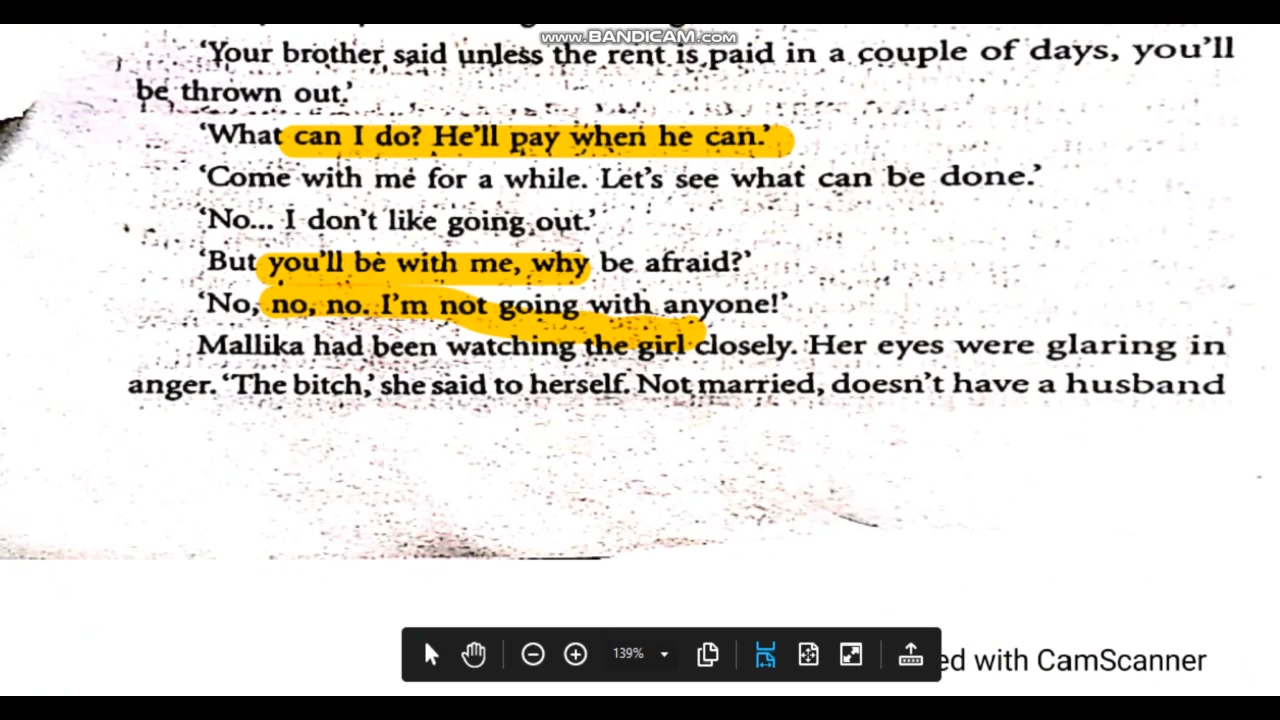 www.BANDICAM.com
‘Your brother said unless the rent is paid in a couple of days, you’ll
be thrown out.’
‘What can I do? He’ll pay when he can.’
‘Come with me for a while. Let’s see what can be done.’
‘No... I don’t like going out.’
‘But you’ll be with me, why be afraid?’
‘No, no, no. I’m not going with anyone!’
Mallika had been watching the girl closely. Her eyes were glaring in
anger. ‘The bitch,’ she said to herself. Not married, doesn’t have a husband
139%
ed with CamScanner